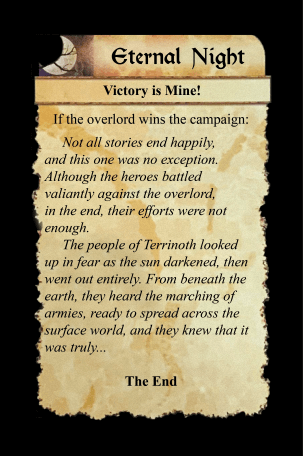 Eternal Night
Victory is Mine!
If the overlord wins the campaign:
Not all stories end happily,
and this one was no exception.
Although the heroes battled
valiantly against the overlord,
in the end, their efforts were not
enough.
The people of Terrinoth looked
up in fear as the sun darkened, then
went out entirely. From beneath the
earth, they heard the marching of
armies, ready to spread across the
surface world, and they knew that it
was truly...
The End